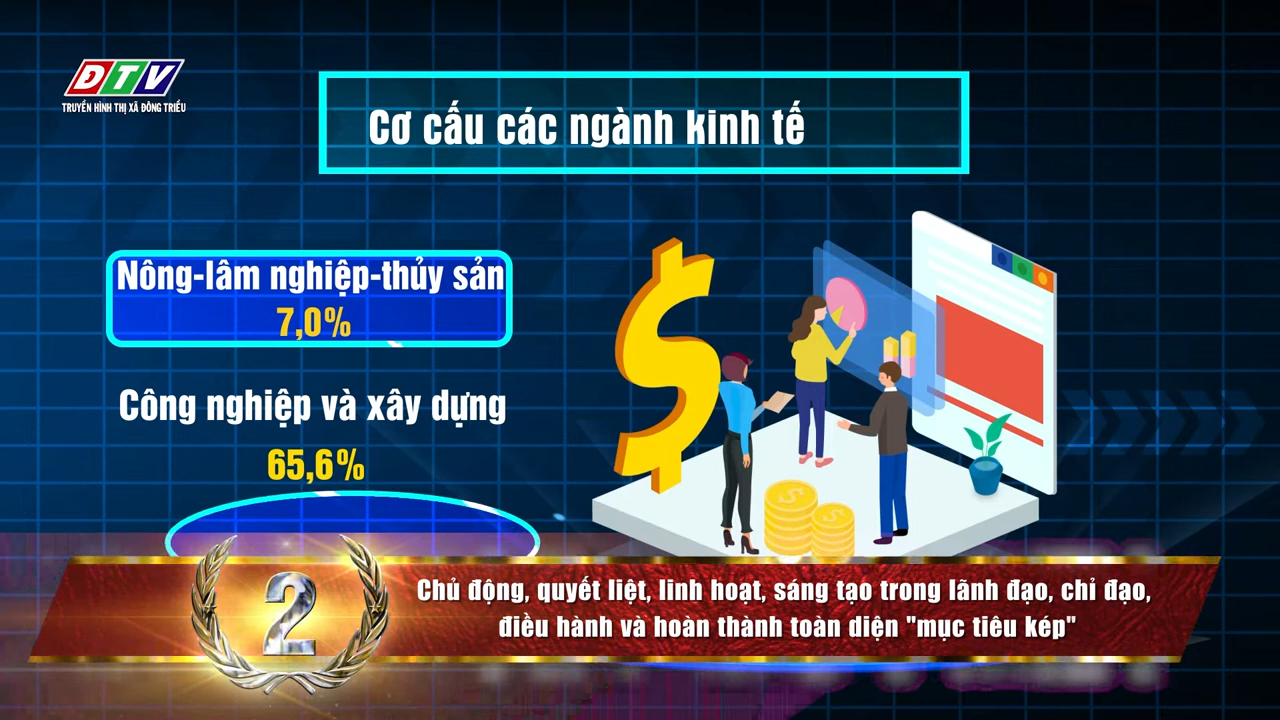 ĐTV
TRUYỀN HÌNH THỊ XÃ ĐÔNG TRIỀU
Cơ cấu các ngành kinh tế
Nông-lâm nghiệp-thủy sản
7,0%
Công nghiệp và xây dựng
65,6%
2
Chủ động, quyết liệt, linh hoạt, sáng tạo trong lãnh đạo, chỉ đạo,
điều hành và hoàn thành toàn diện "mục tiêu kép"